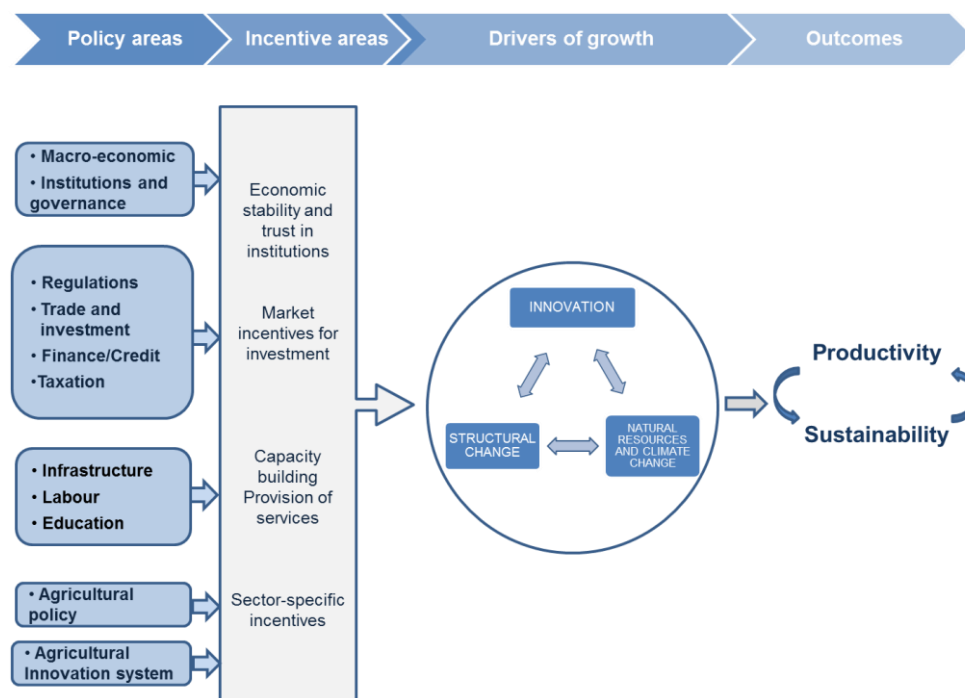 Policy areas
Incentive areas
Drivers of growth
Outcomes
• Macro-economic
• Institutions and
governance
• Regulations
• Trade and
investment
• Finance/Credit
•Taxation
• Infrastructure
• Labour
• Education
• Agricultural
policy
• Agricultural
Innovation system
Economic
stability and
trust in
institutions
Market
incentives for
investment
Capacity
building
Provision of
services
Sector-specific
incentives
INNOVATION
STRUCTURAL
CHANGE
NATURAL
RESOURCES
AND CLIMATE
CHANGE
Productivity
Sustainability